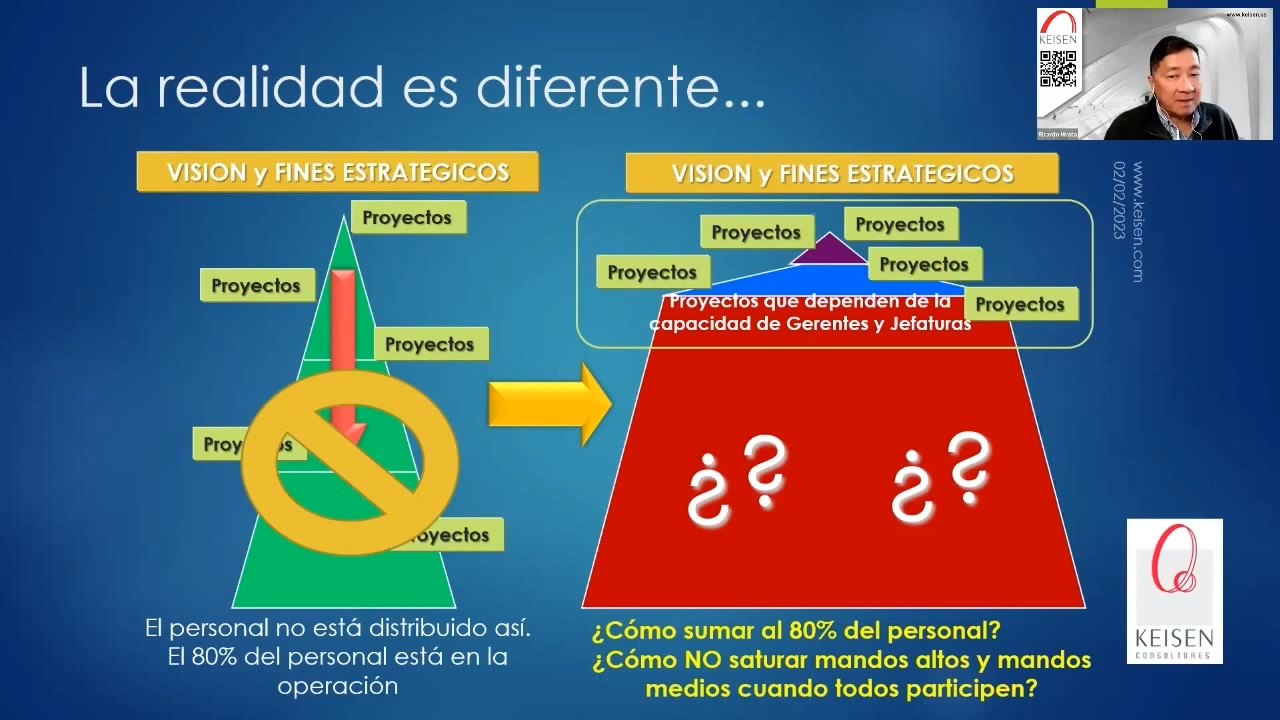 La realidad es diferente...
www.keisen.us
KEISEN
Ricardo Hirata
www.keisen.com
02/02/2023
VISION y FINES ESTRATEGICOS
Proyectos
Proyectos
Proyectos
Proyectos
Proyectos
El personal no está distribuido así.
El 80% del personal está en la
operación
VISION y FINES ESTRATEGICOS
Proyectos
Proyectos
Proyectos
Proyectos
Proyectos
Proyectos que dependen de la
capacidad de Gerentes y Jefaturas
¿?
¿?
¿Cómo sumar al 80% del personal?
¿Cómo NO saturar mandos altos y mandos
medios cuando todos participen?
KEISEN
CONSULTORES